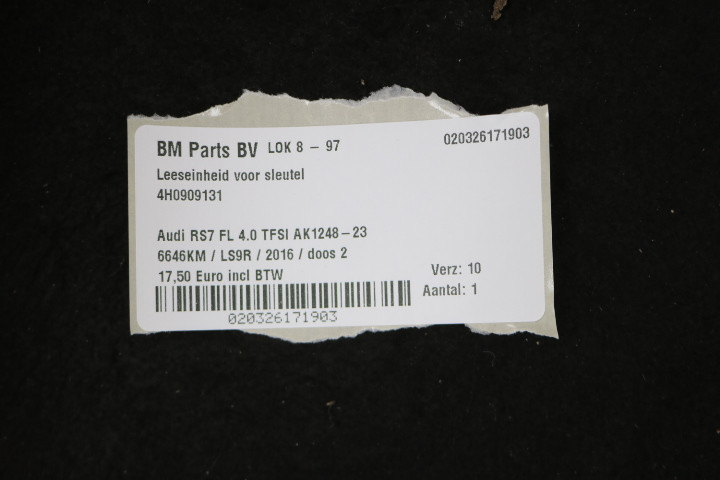 BM Parts BV LOK 8 - 97 020326171903
Leeseinheid voor sleutel
4H0909131
Audi RS7 FL 4.0 TFSI AK1248-23
6646KM / LS9R / 2016 / doos 2
17,50 Euro incl BTW Verz: 10
Aantal: 1
020326171903